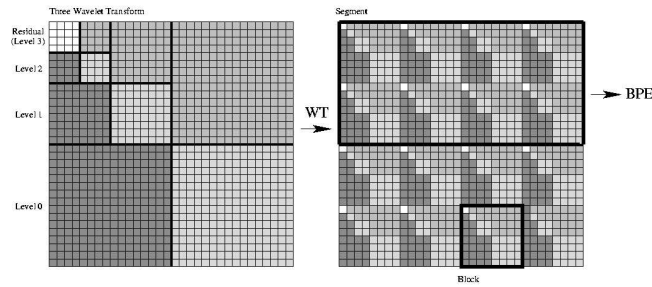 Three Wavelet Transform
Segment
Residual
(Level 3)
Level 2
Level 1
Level 0
WT
BPE
Block